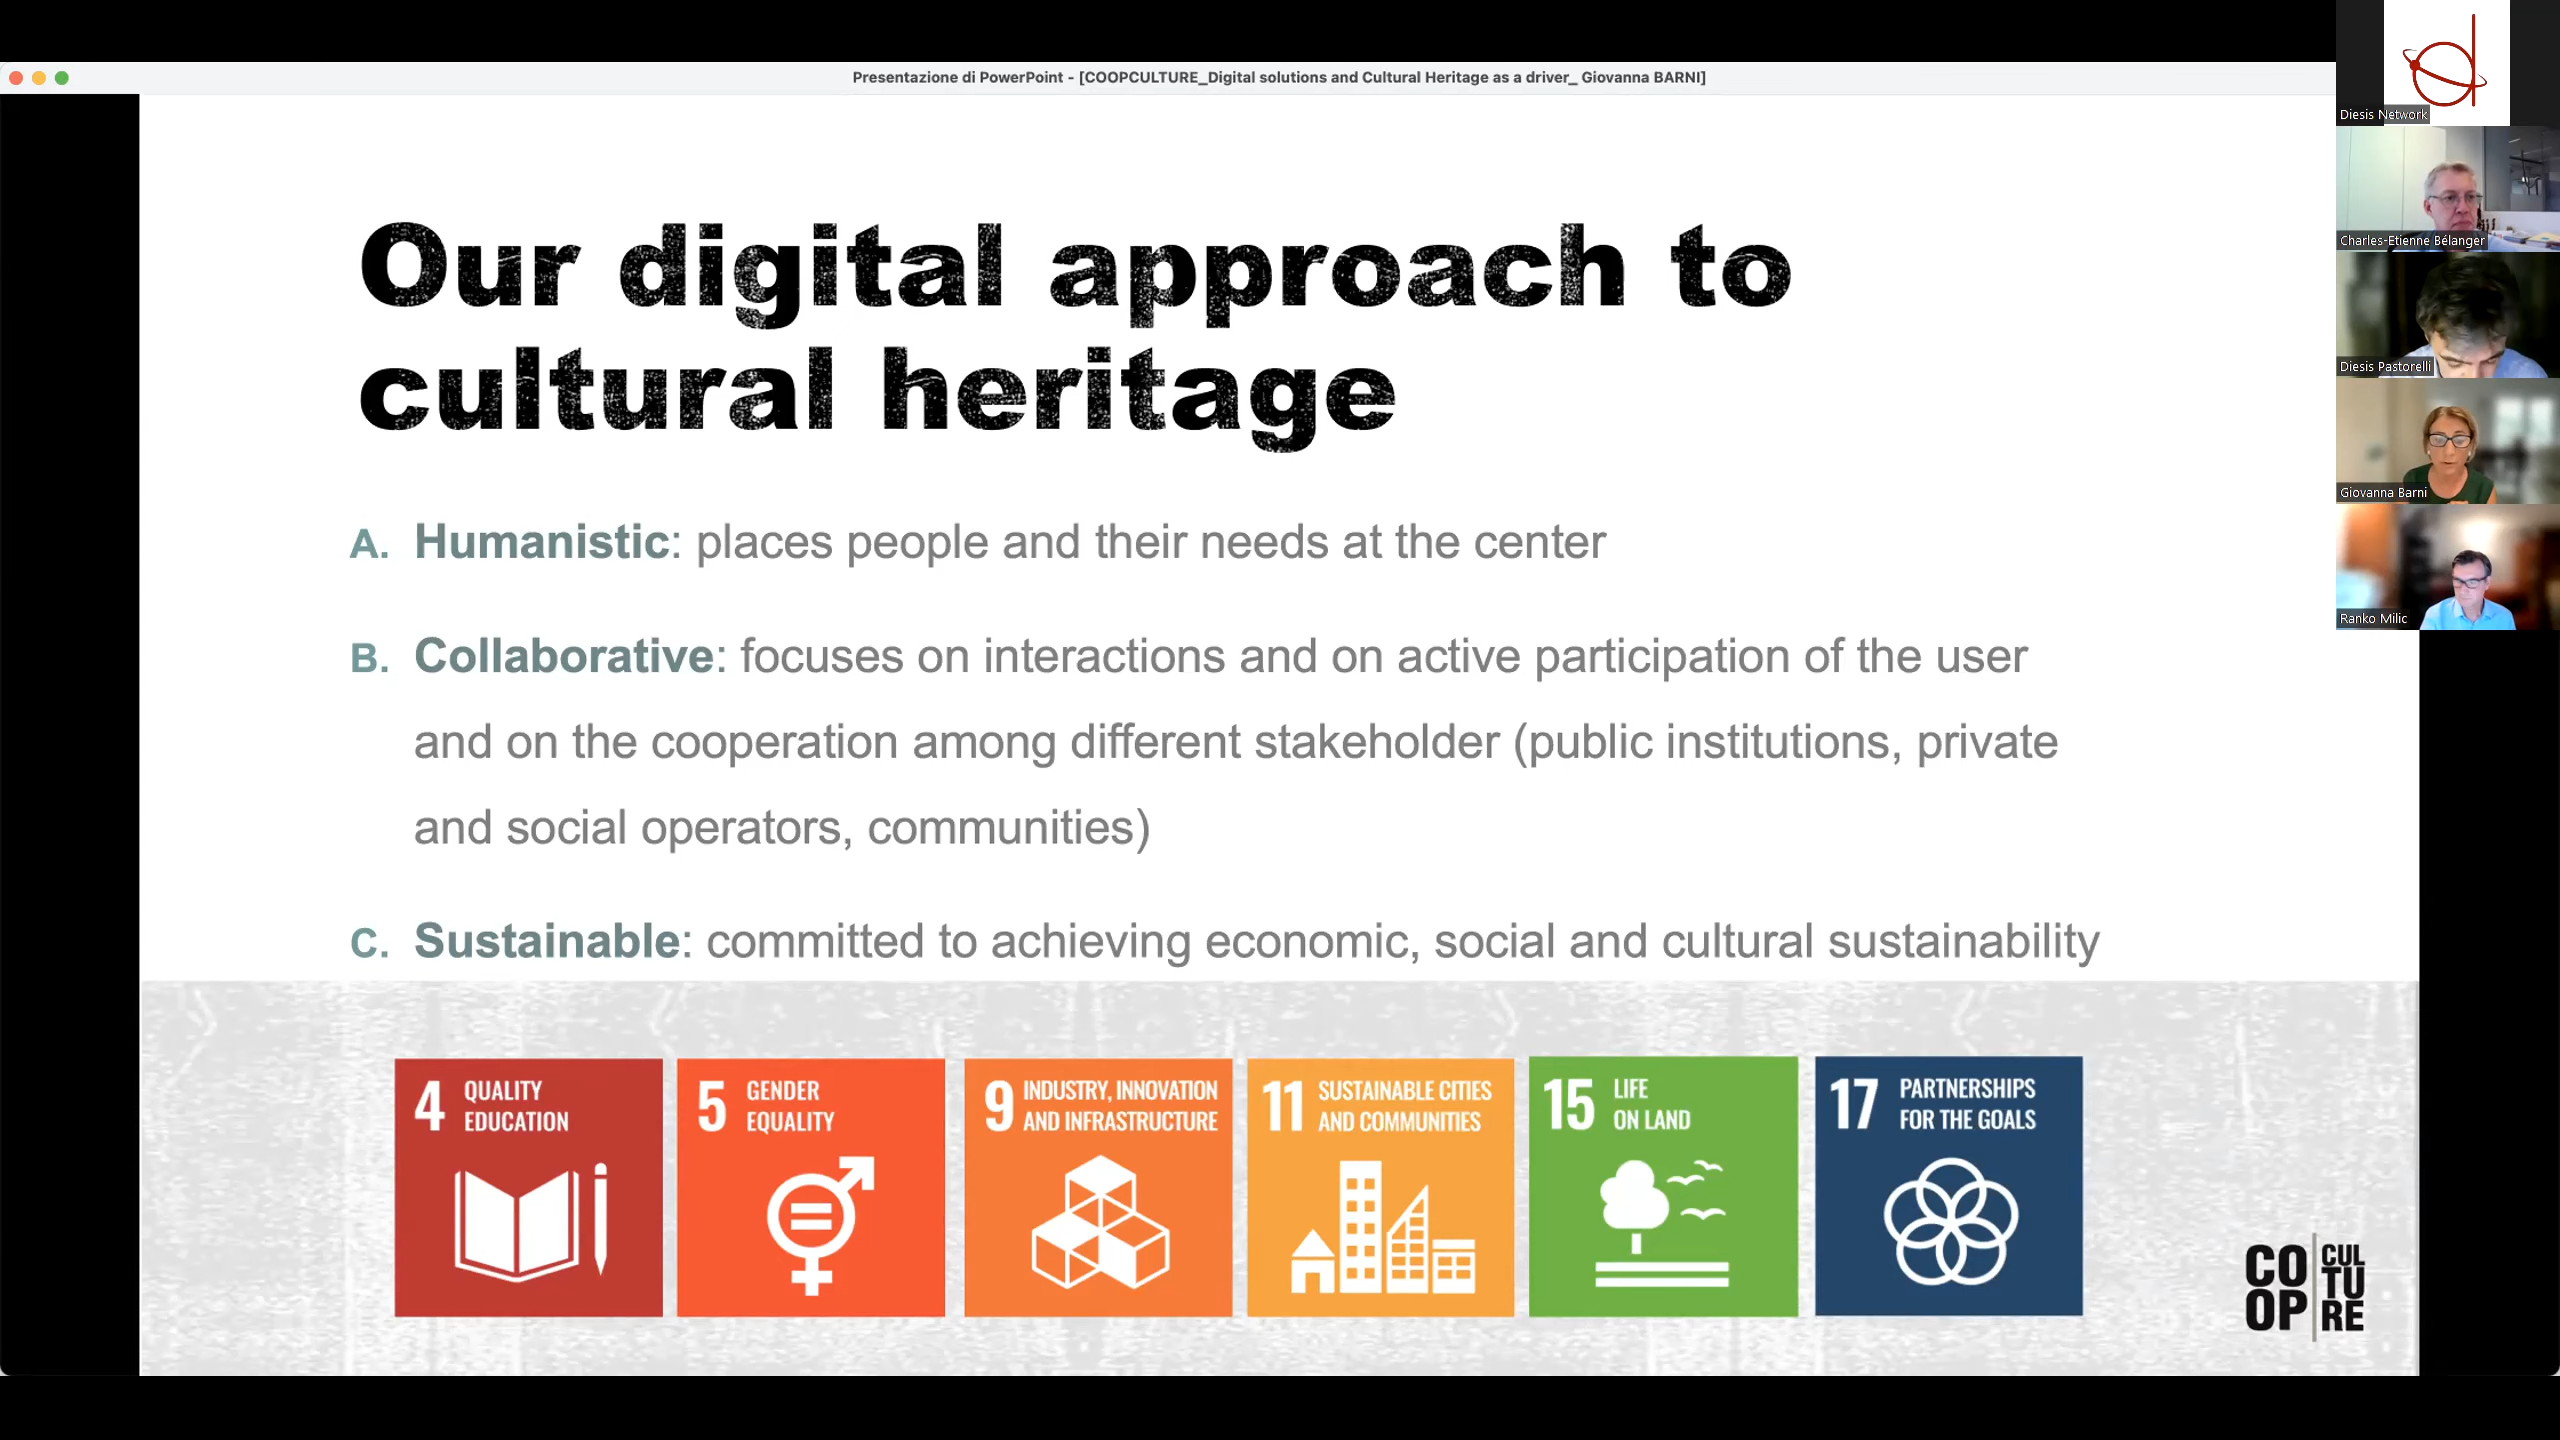 Presentazione di PowerPoint - [COOPCULTURE_Digital solutions and Cultural Heritage as a driver_ Giovanna BARNI]
Diesis Network
Charles-Etienne Bélanger
Diesis Pastorelli
Giovanna Barni
Ranko Milic
Our digital approach to
cultural heritage
A. Humanistic: places people and their needs at the center
B. Collaborative: focuses on interactions and on active participation of the user
and on the cooperation among different stakeholder (public institutions, private
and social operators, communities)
C. Sustainable: committed to achieving economic, social and cultural sustainability
4 QUALITY
EDUCATION
5 GENDER
EQUALITY
9 INDUSTRY, INNOVATION
AND INFRASTRUCTURE
11 SUSTAINABLE CITIES
AND COMMUNITIES
15 LIFE
ON LAND
17 PARTNERSHIPS
FOR THE GOALS
CO
OP
CUL
TU
RE